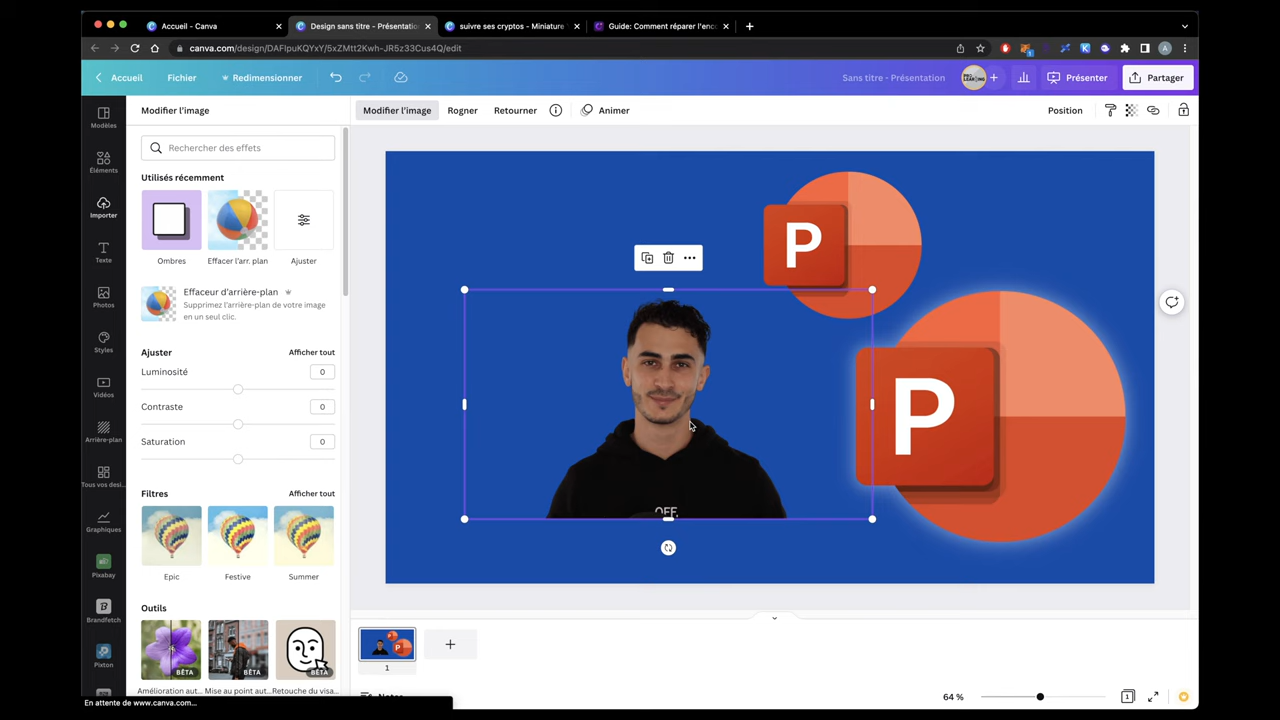 Accueil - Canva
Design sans titre - Présentatio
suivre ses cryptos - Miniature
Guide: Comment réparer l'enc
canva.com/design/DAFlpuKQYxY/5xZMtt2Kwh-JR5z33Cus4Q/edit
A
Accueil
Fichier
Redimensionner
Sans titre - Présentation
Présenter
Partager
Modifier l'image
Modifier l'image
Rogner
Retourner
Animer
Position
Modèles
Éléments
Importer
Texte
Photos
Styles
Vidéos
Arrière-plan
Tous vos desi...
Graphiques
Pixabay
Brandfetch
Pixton
Rechercher des effets
Utilisés récemment
Ombres
Effacer l'arr. plan
Ajuster
Effaceur d'arrière-plan
Supprimez l'arrière-plan de votre image
en un seul clic.
Ajuster
Afficher tout
Luminosité
0
Contraste
0
Saturation
0
Filtres
Afficher tout
Epic
Festive
Summer
Outils
BÊTA
BÊTA
BÊTA
Amélioration aut...
Mise au point aut...
Retouche du visa...
P
P
OFF.
1
64 %
1
En attente de www.canva.com...